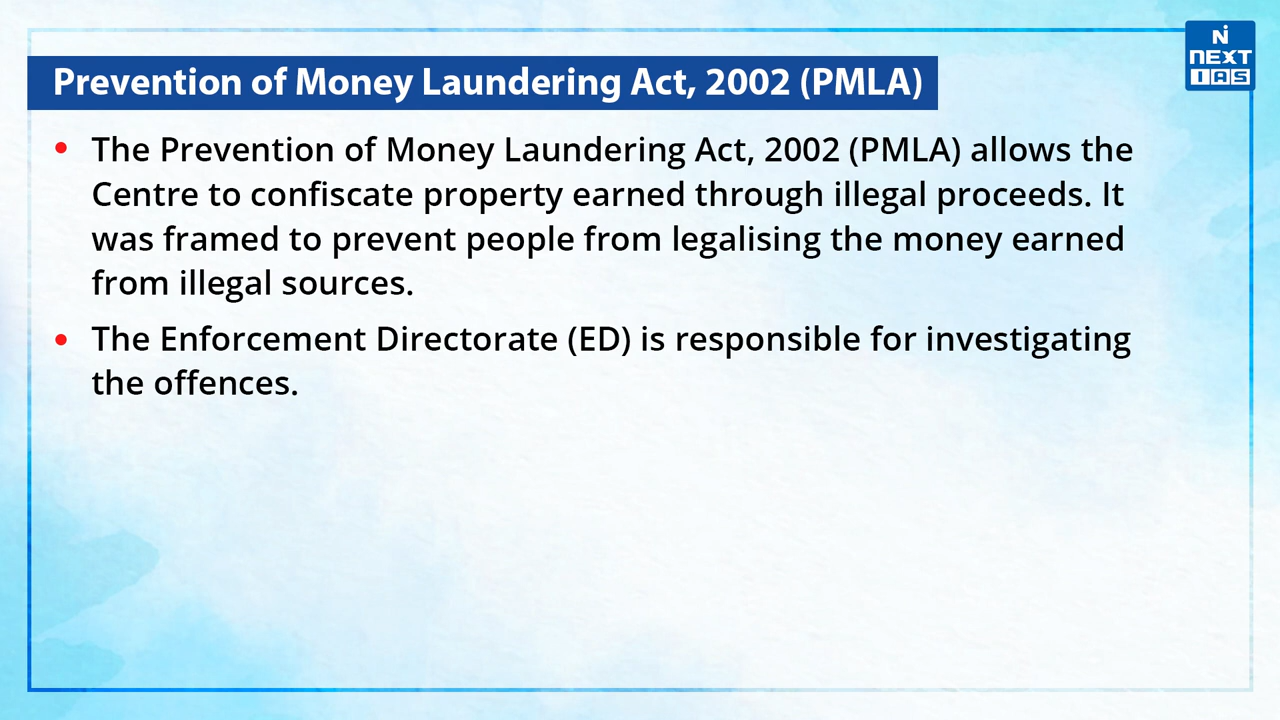 Prevention of Money Laundering Act, 2002 (PMLA)
N
NEXT
IAS
• The Prevention of Money Laundering Act, 2002 (PMLA) allows the
Centre to confiscate property earned through illegal proceeds. It
was framed to prevent people from legalising the money earned
from illegal sources.
• The Enforcement Directorate (ED) is responsible for investigating
the offences.